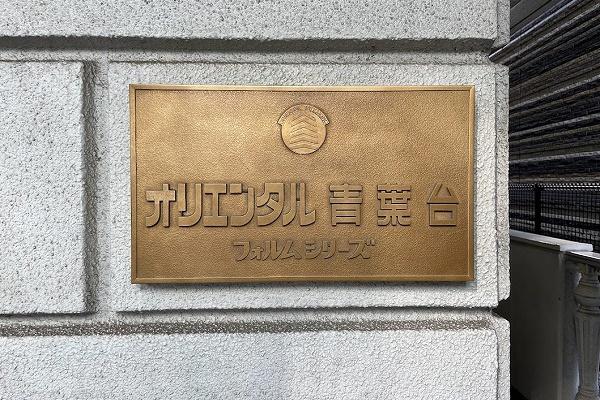 オリエンタル 青葉台
フォルムシリーズ